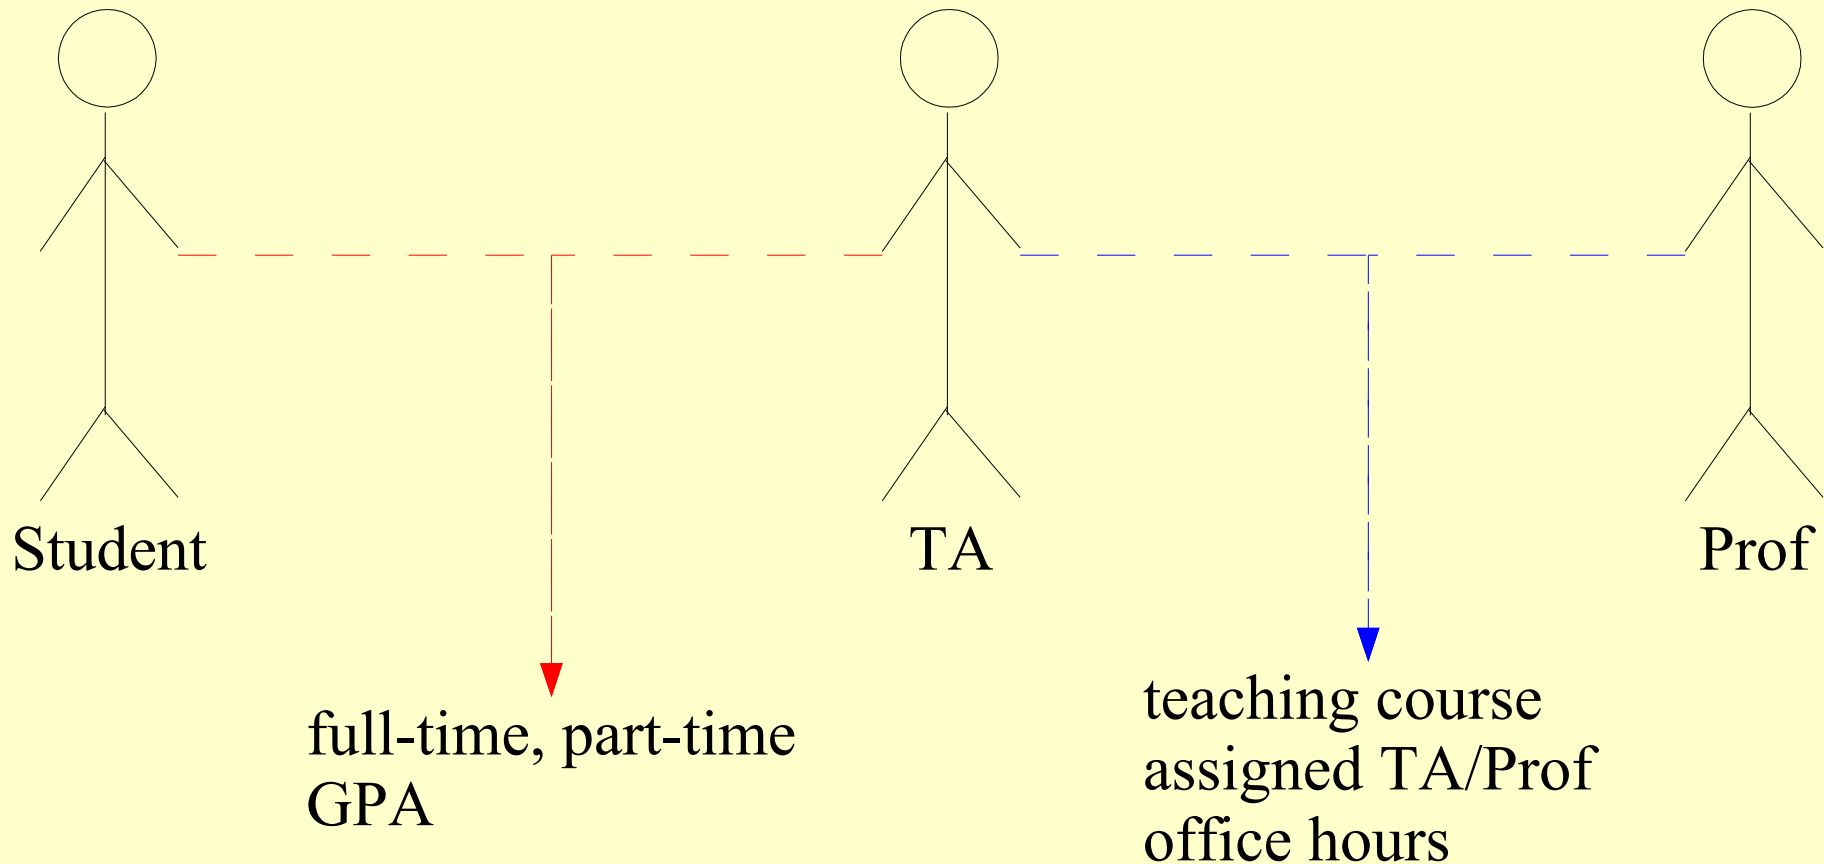 Student
TA
Prof
full-time, part-time
GPA
teaching course
assigned TA/Prof
office hours